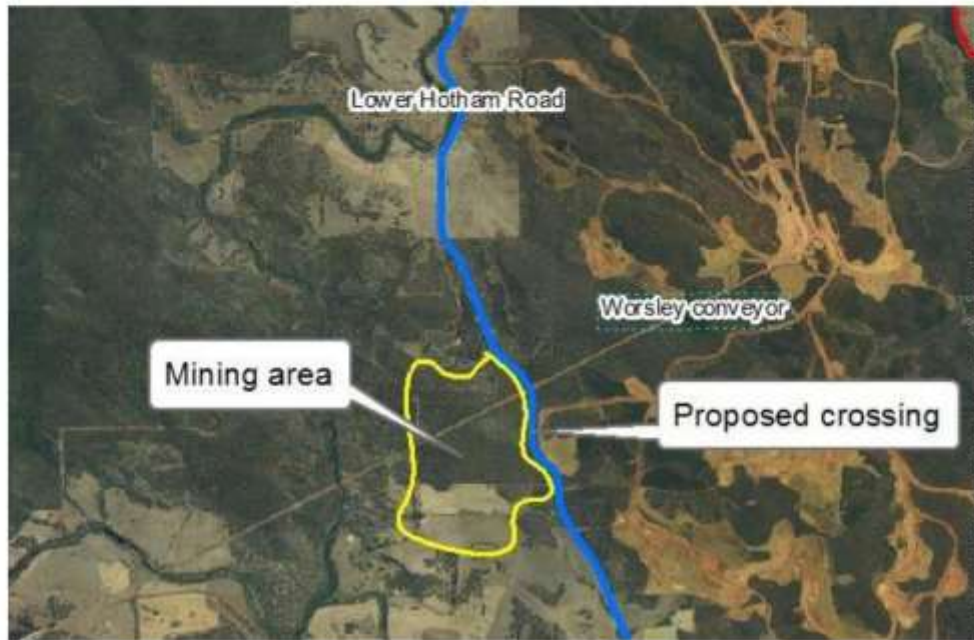 Lower Hotham Road
Worsley conveyor
Mining area
Proposed crossing